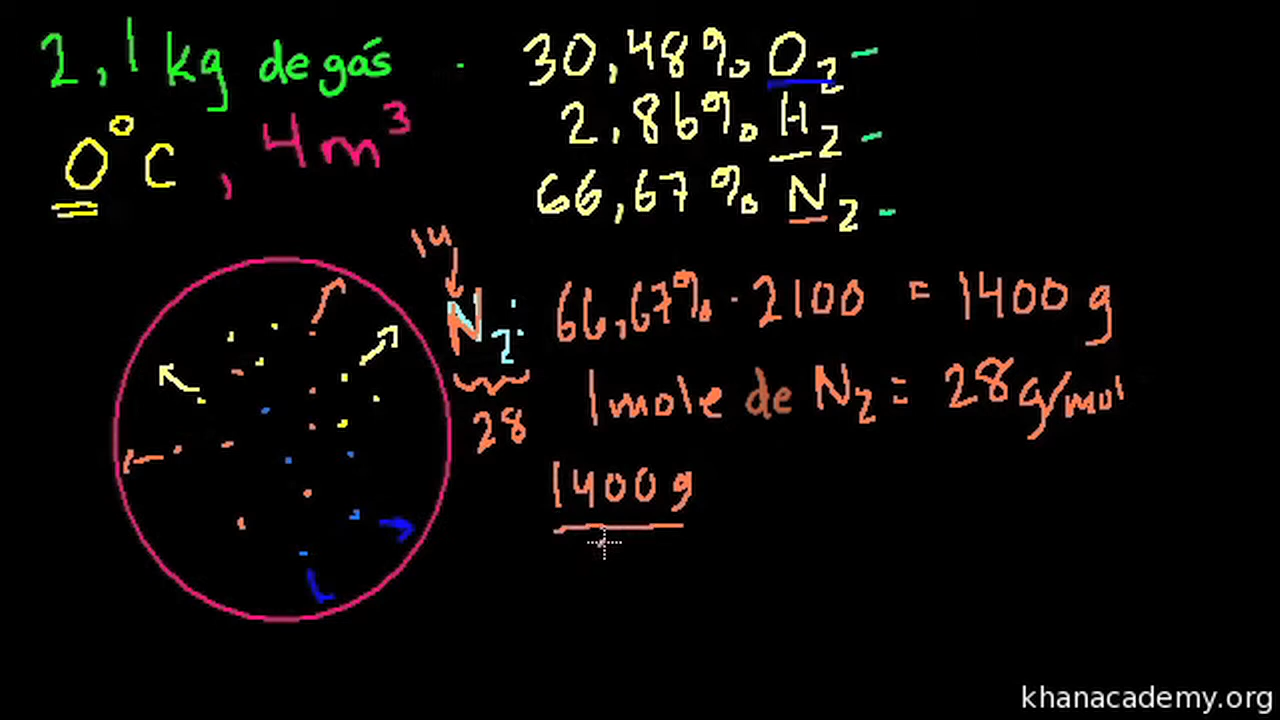 2,1 kg de gás
0°C, 4m³
30,48% O₂
2,86% H₂
66,67% N₂
14
N₂: 66,67% · 2100 = 1400 g
28
1 mole de N₂ = 28 g/mol
1400 g
khanacademy.org